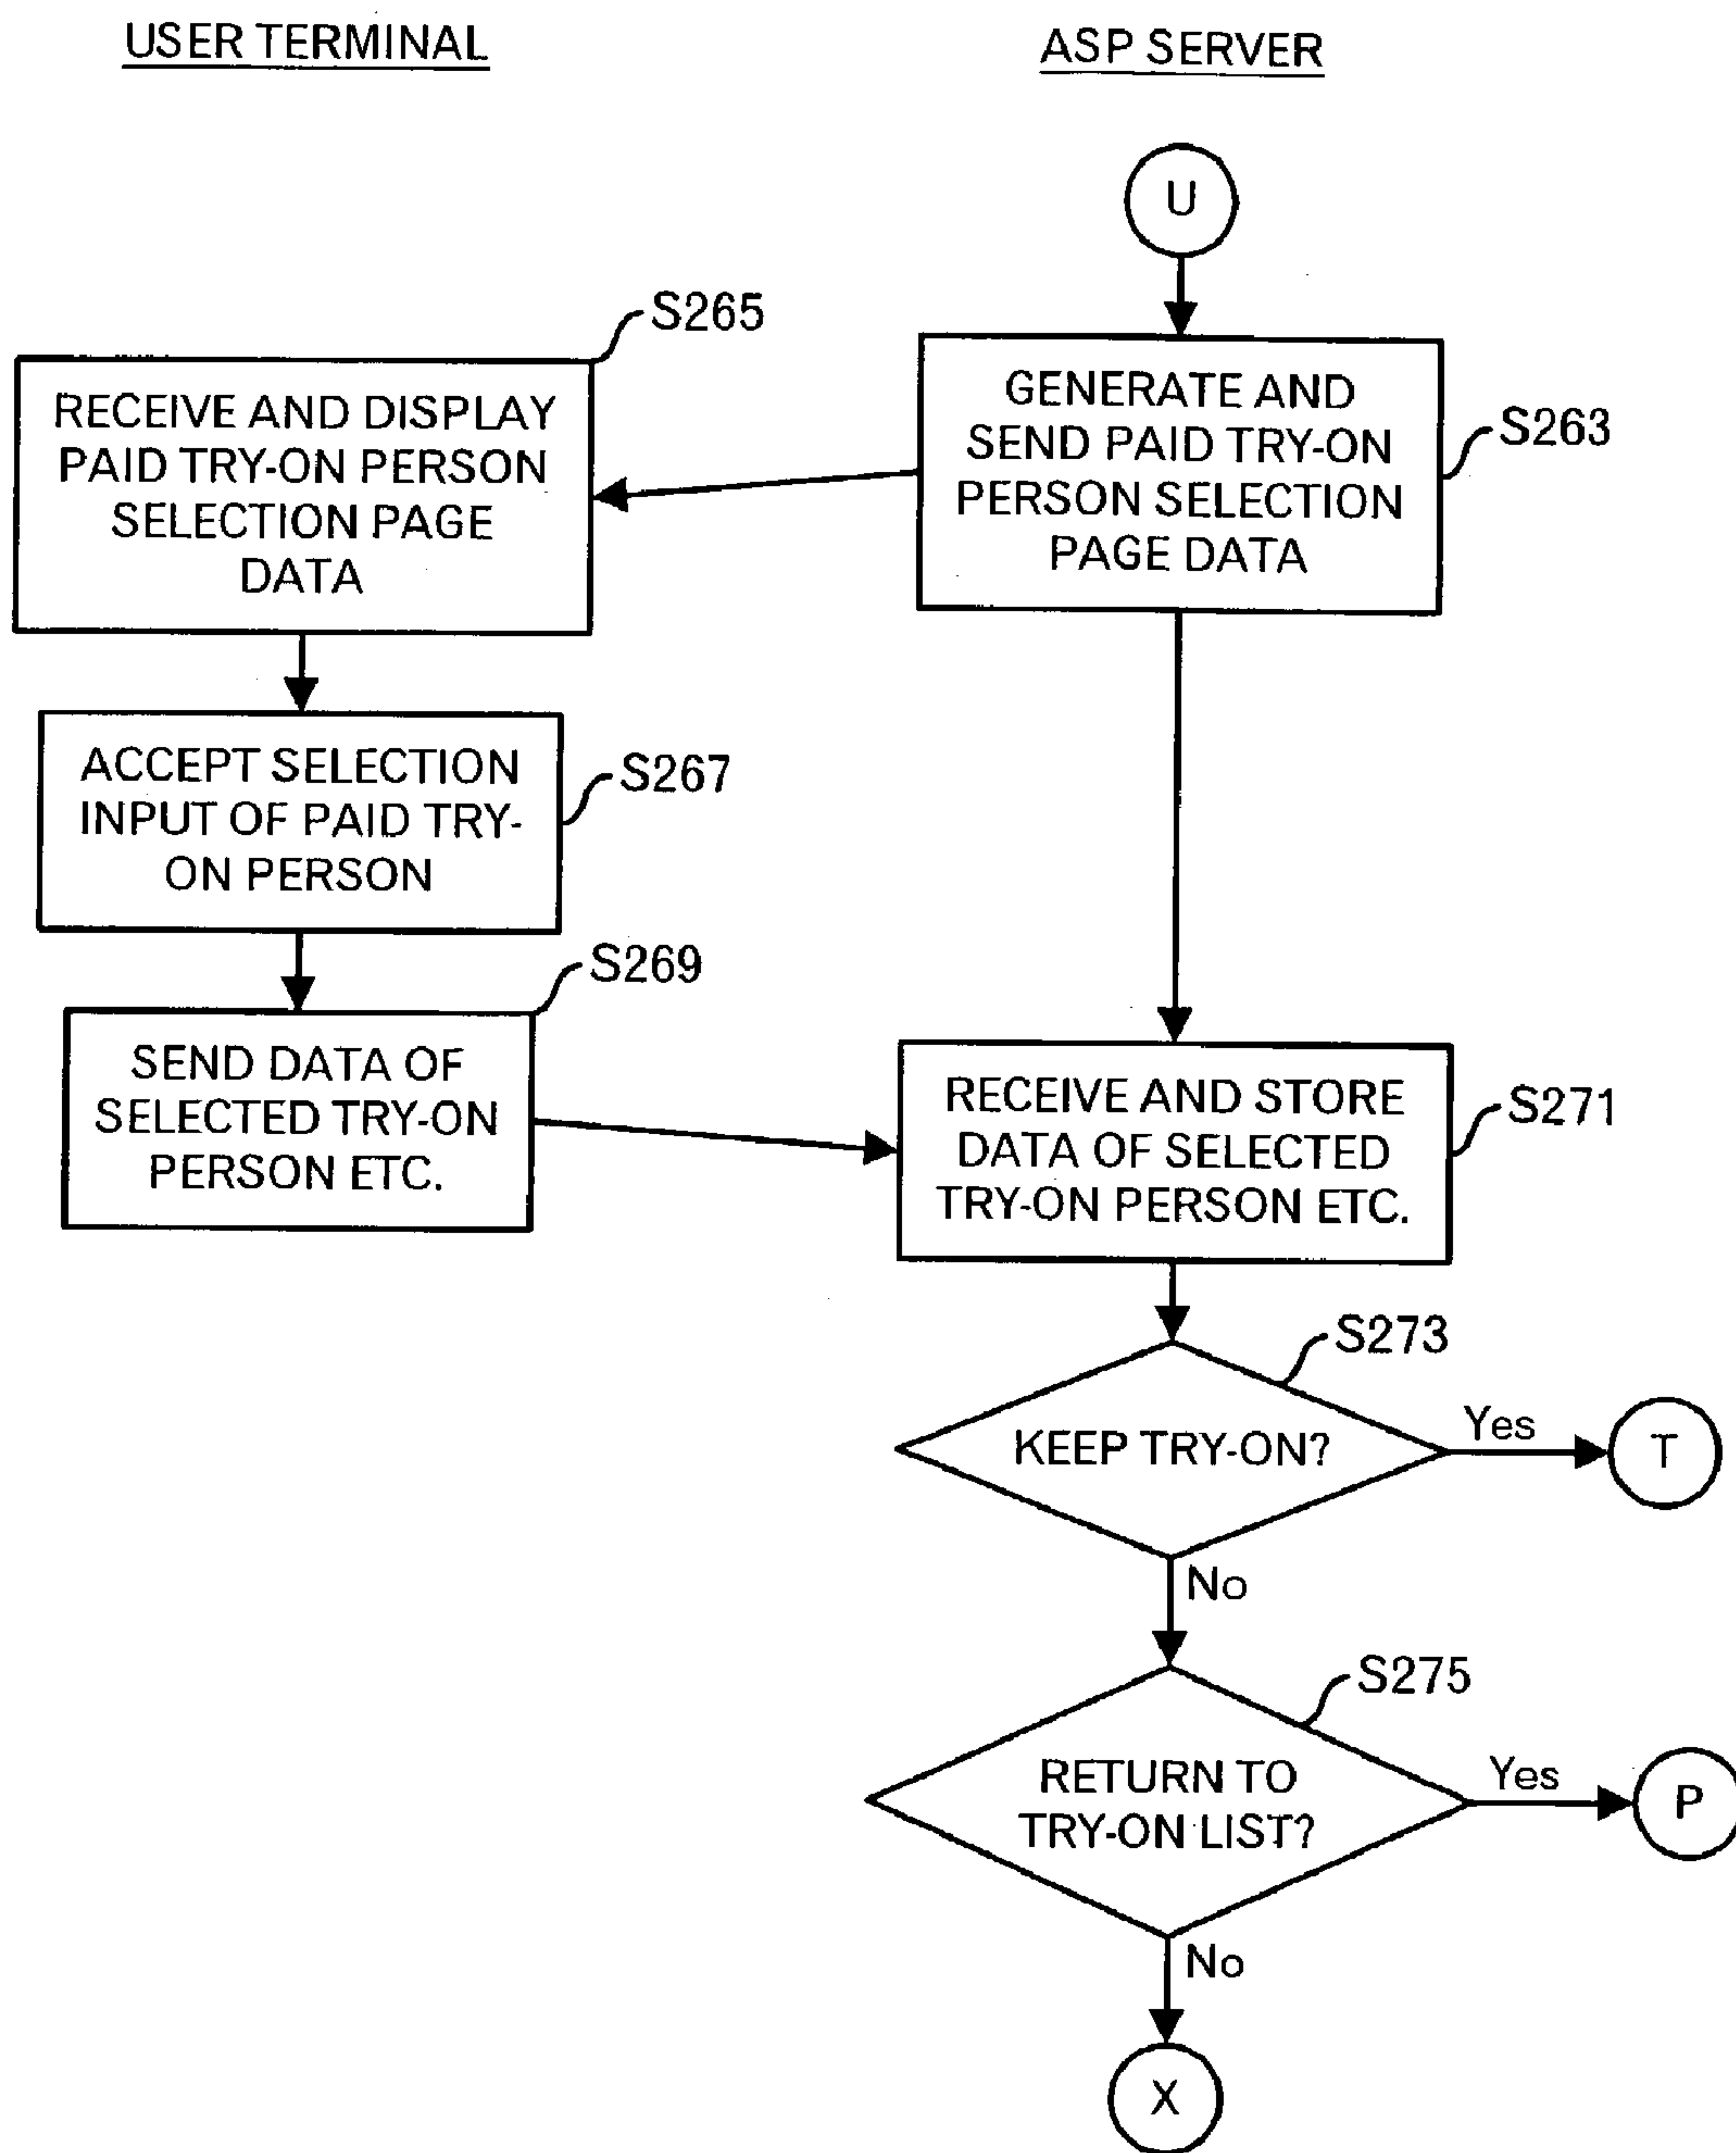 USER TERMINAL
ASP SERVER
U
S265
RECEIVE AND DISPLAY
PAID TRY-ON PERSON
SELECTION PAGE
DATA
GENERATE AND
SEND PAID TRY-ON
PERSON SELECTION
PAGE DATA
S263
ACCEPT SELECTION
INPUT OF PAID TRY-
ON PERSON
S267
S269
SEND DATA OF
SELECTED TRY-ON
PERSON ETC.
RECEIVE AND STORE
DATA OF SELECTED
TRY-ON PERSON ETC.
S271
S273
KEEP TRY-ON?
Yes
T
No
S275
RETURN TO
TRY-ON LIST?
Yes
P
No
X